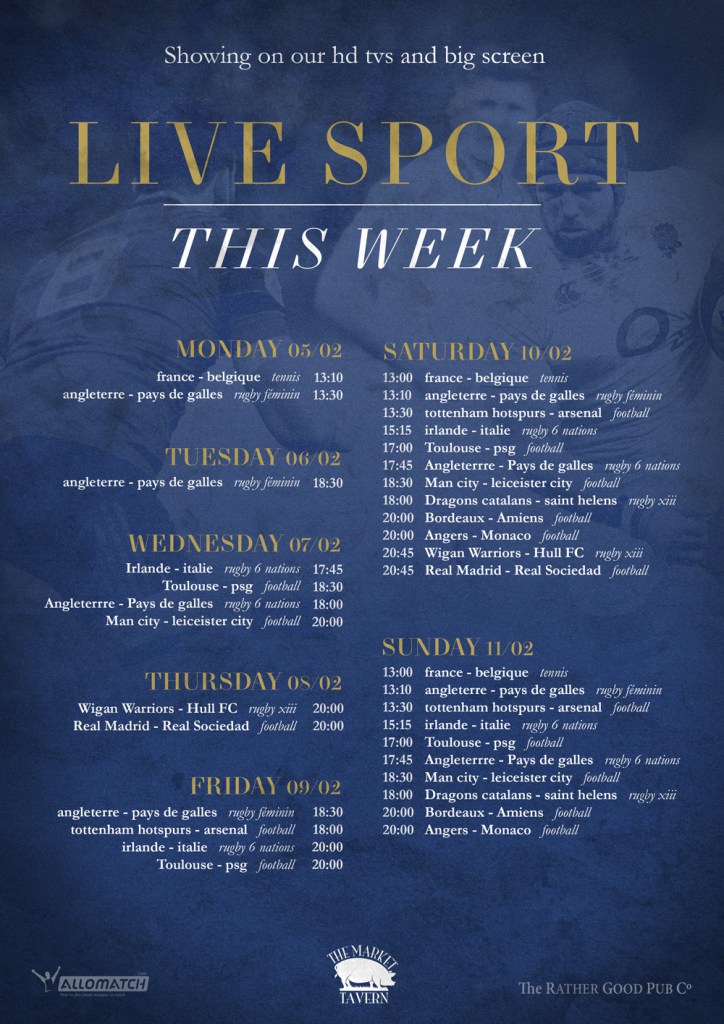 Showing on our hd tvs and big screen
LIVE SPORT
THIS WEEK
MONDAY 05/02
france - belgique tennis 13:10
angleterre - pays de galles rugby féminin 13:30
TUESDAY 06/02
angleterre - pays de galles rugby féminin 18:30
WEDNESDAY 07/02
Irlande - italie rugby 6 nations 17:45
Toulouse - psg football 18:30
Angleterrre - Pays de galles rugby 6 nations 18:00
Man city - leiceister city football 20:00
THURSDAY 08/02
Wigan Warriors - Hull FC rugby xiii 20:00
Real Madrid - Real Sociedad football 20:00
FRIDAY 09/02
angleterre - pays de galles rugby féminin 18:30
tottenham hotspurs - arsenal football 18:00
irlande - italie rugby 6 nations 20:00
Toulouse - psg football 20:00
SATURDAY 10/02
13:00 france - belgique tennis
13:10 angleterre - pays de galles rugby féminin
13:30 tottenham hotspurs - arsenal football
15:15 irlande - italie rugby 6 nations
17:00 Toulouse - psg football
17:45 Angleterrre - Pays de galles rugby 6 nations
18:30 Man city - leiceister city football
18:00 Dragons catalans - saint helens rugby xiii
20:00 Bordeaux - Amiens football
20:00 Angers - Monaco football
20:45 Wigan Warriors - Hull FC rugby xiii
20:45 Real Madrid - Real Sociedad football
SUNDAY 11/02
13:00 france - belgique tennis
13:10 angleterre - pays de galles rugby féminin
13:30 tottenham hotspurs - arsenal football
15:15 irlande - italie rugby 6 nations
17:00 Toulouse - psg football
17:45 Angleterrre - Pays de galles rugby 6 nations
18:30 Man city - leiceister city football
18:00 Dragons catalans - saint helens rugby xiii
20:00 Bordeaux - Amiens football
20:00 Angers - Monaco football
ALLOMATCH
THE MARKET
TAVERN
The RATHER GOOD PUB Cº